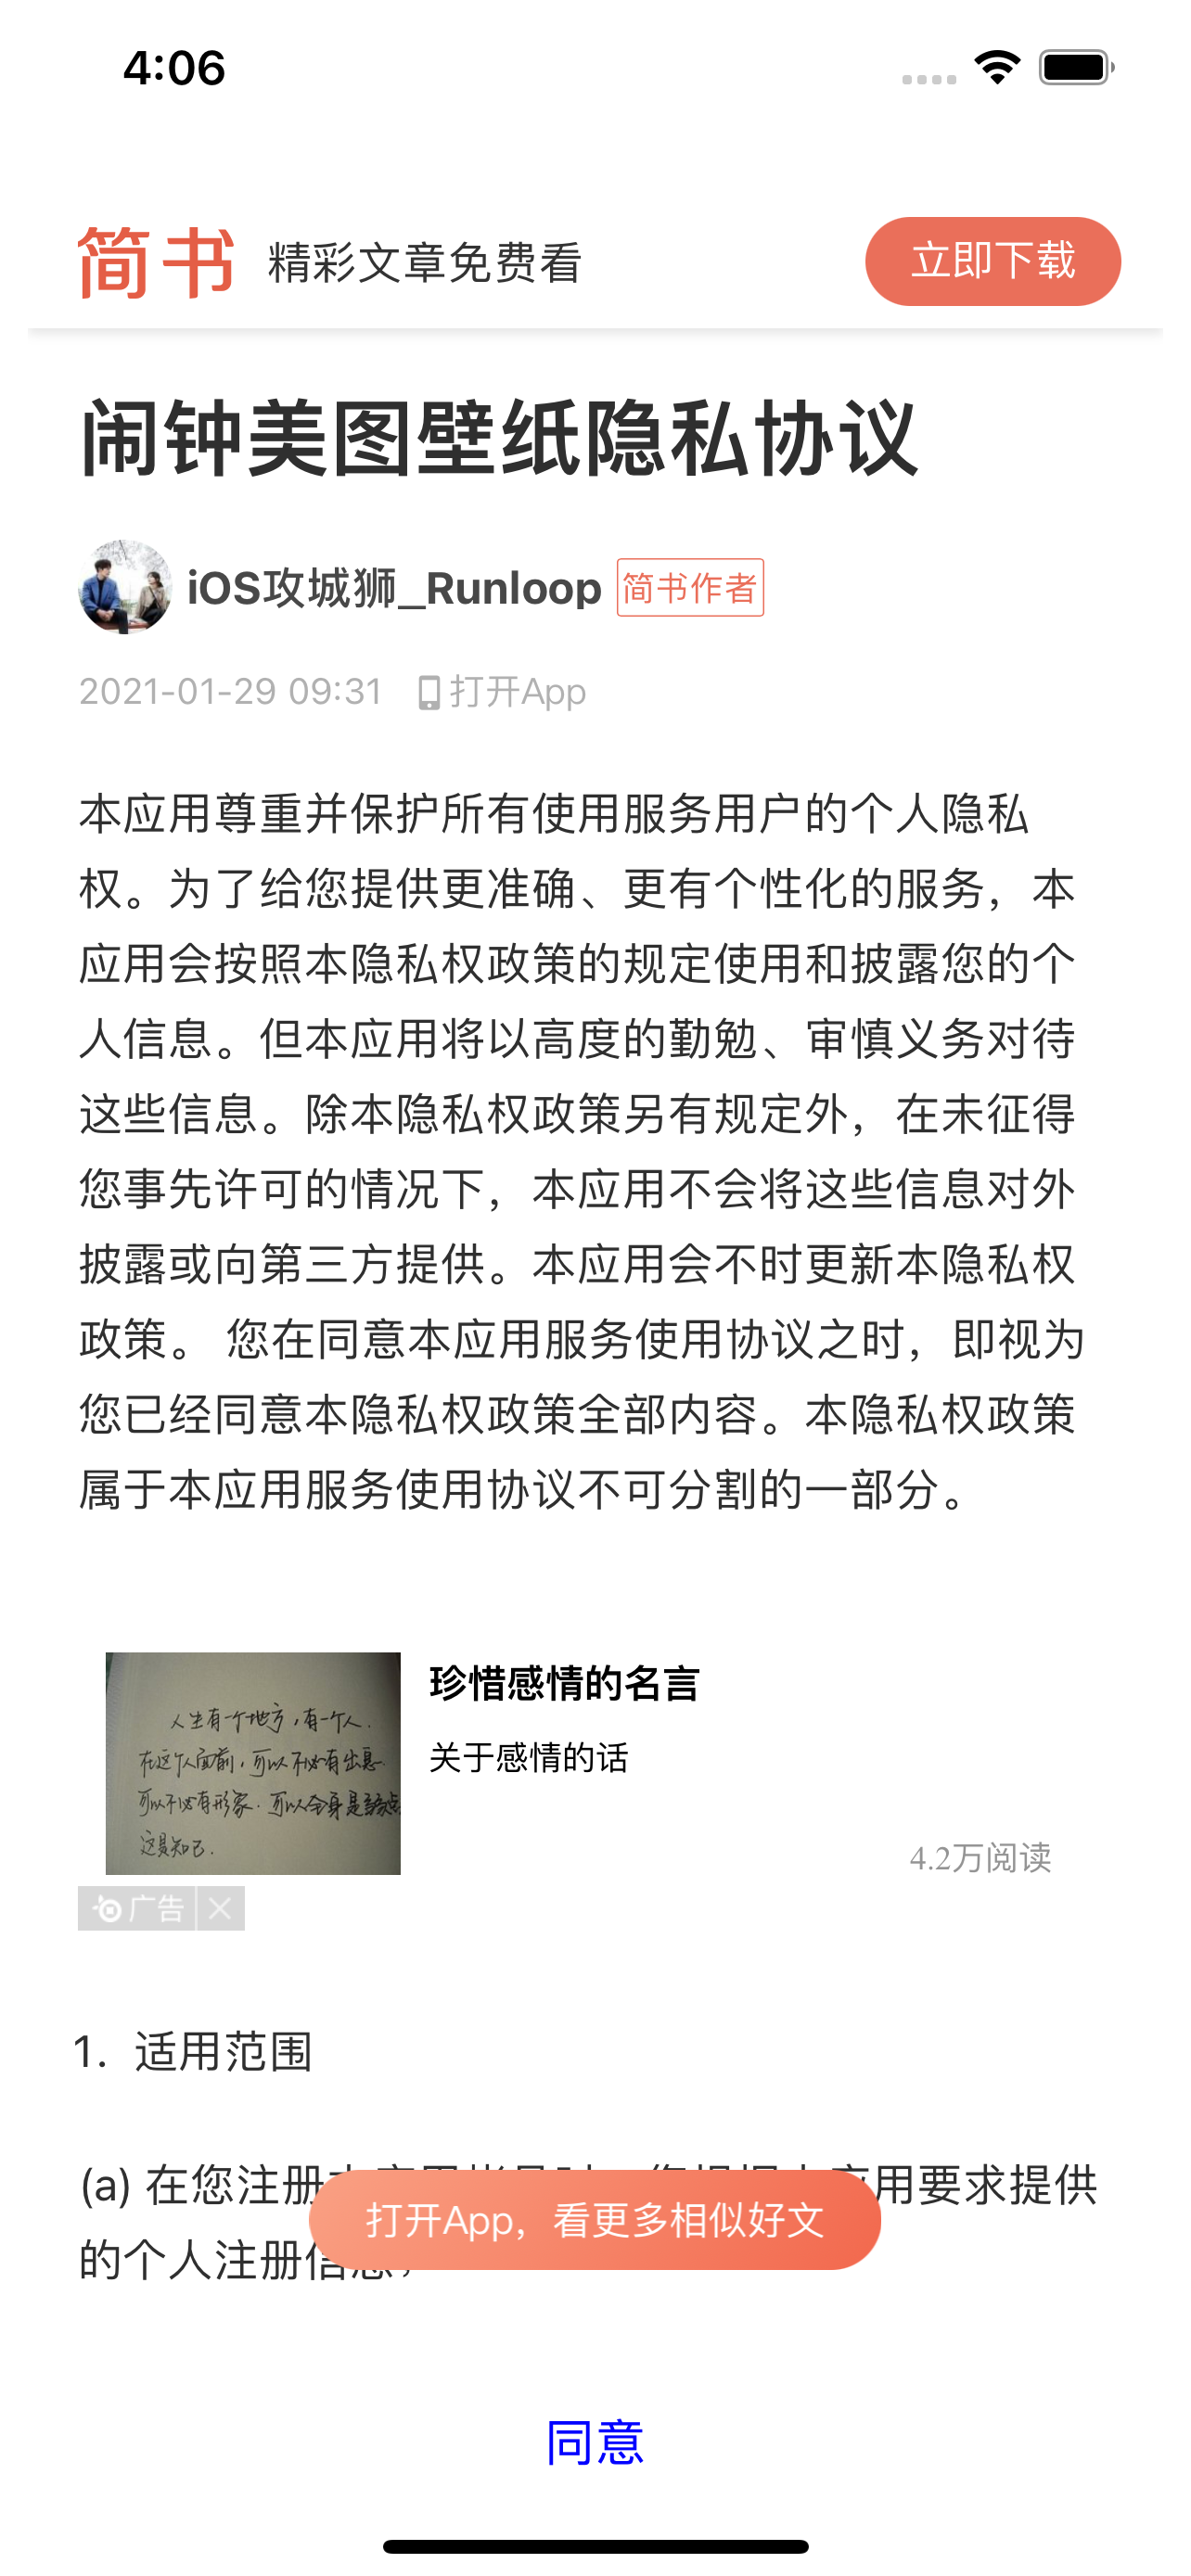 4:06
简书 精彩文章免费看 立即下载
闹钟美图壁纸隐私协议
iOS攻城狮_Runloop 简书作者
2021-01-29 09:31 打开App
本应用尊重并保护所有使用服务用户的个人隐私
权。为了给您提供更准确、更有个性化的服务，本
应用会按照本隐私权政策的规定使用和披露您的个
人信息。但本应用将以高度的勤勉、审慎义务对待
这些信息。除本隐私权政策另有规定外，在未征得
您事先许可的情况下，本应用不会将这些信息对外
披露或向第三方提供。本应用会不时更新本隐私权
政策。 您在同意本应用服务使用协议之时，即视为
您已经同意本隐私权政策全部内容。本隐私权政策
属于本应用服务使用协议不可分割的一部分。
人生有一个地方，有一个人.
在这个人面前，可以不必有出息.
可以不必有形象.可以全身是缺点
这是知己.
珍惜感情的名言
关于感情的话
4.2万阅读
广告
1. 适用范围
(a) 在您注册 用要求提供
的个人注册信
打开App，看更多相似好文
同意